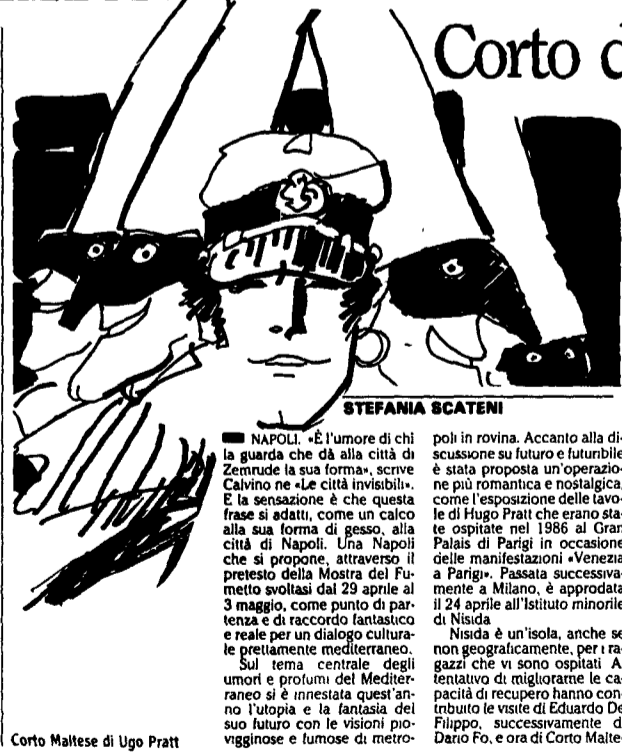 Corto
STEFANIA SCATENI
NAPOLI. «È l'umore di chi
la guarda che dà alla città di
Zemrude la sua forma», scrive
Calvino ne «Le città invisibili».
E la sensazione è che questa
frase si adatti, come un calco
alla sua forma di gesso, alla
città di Napoli. Una Napoli
che si propone, attraverso il
pretesto della Mostra del Fu-
metto svoltasi dal 29 aprile al
3 maggio, come punto di par-
tenza e di raccordo fantastico
e reale per un dialogo cultura-
le prettamente mediterraneo.
Sul tema centrale degli
umori e profumi del Mediter-
raneo si è innestata quest'an-
no l'utopia e la fantasia del
suo futuro con le visioni pio-
vigginose e fumose di metro-
poli in rovina. Accanto alla di-
scussione su futuro e futuribile
è stata proposta un'operazio-
ne più romantica e nostalgica,
come l'esposizione delle tavo-
le di Hugo Pratt che erano sta-
te ospitate nel 1986 al Gran
Palais di Parigi in occasione
delle manifestazioni «Venezia
a Parigi». Passata successiva-
mente a Milano, è approdata
il 24 aprile all'Istituto minorile
di Nisida
Nisida è un'isola, anche se
non geograficamente, per i ra-
gazzi che vi sono ospitati A
tentativo di migliorarne le ca-
pacità di recupero hanno con-
tribuito le visite di Eduardo De
Filippo, successivamente d
Dario Fo, e ora di Corto Malte-
Corto Maltese di Ugo Pratt